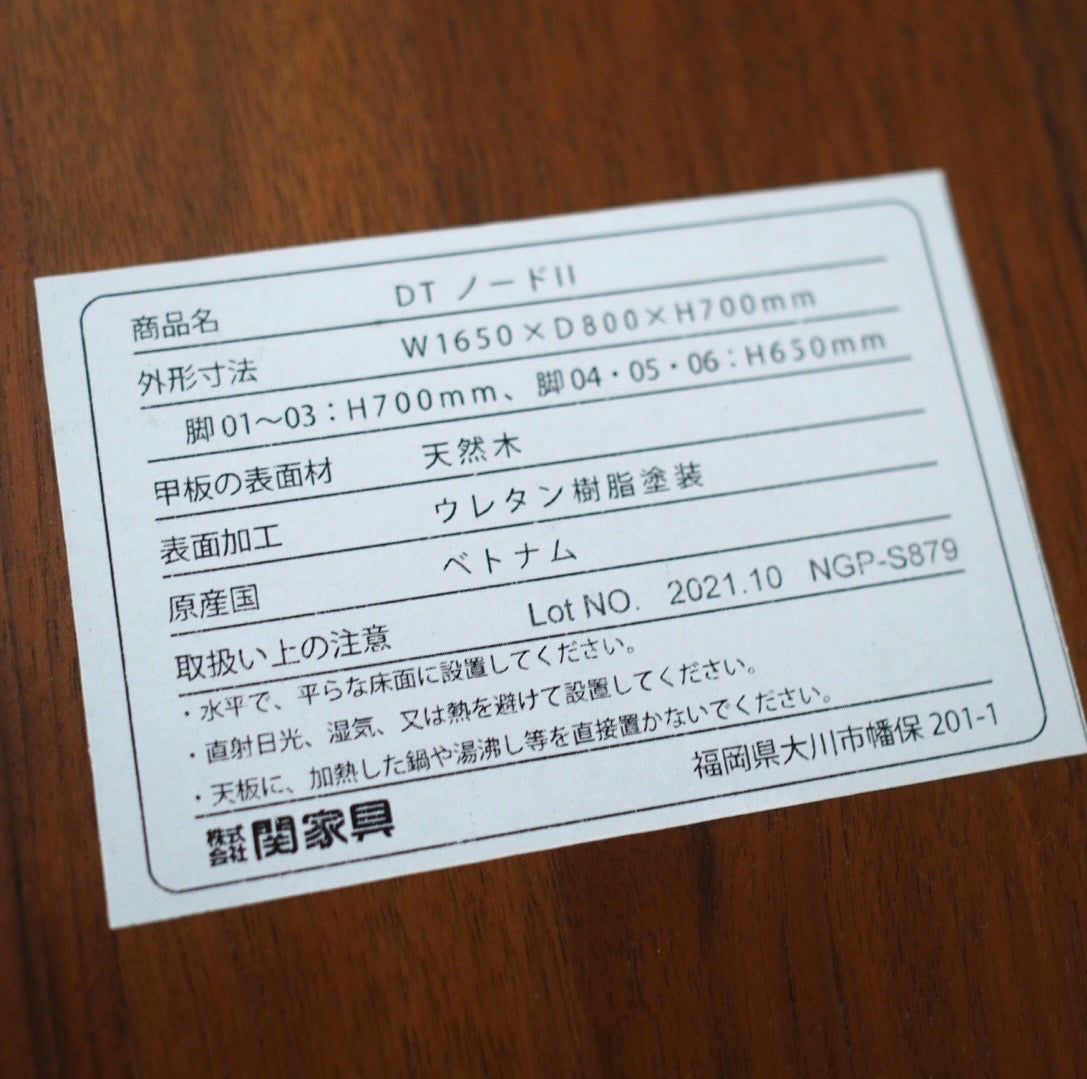 商品名 DT ノードII
外形寸法 W1650×D800×H700mm
脚01〜03：H700mm、脚04・05・06：H650mm
甲板の表面材 天然木
表面加工 ウレタン樹脂塗装
原産国 ベトナム
取扱い上の注意 Lot NO. 2021.10 NGP-S879
・水平で、平らな床面に設置してください。
・直射日光、湿気、又は熱を避けて設置してください。
・天板に、加熱した鍋や湯沸し等を直接置かないでください。
株式会社 関家具 福岡県大川市幡保 201-1